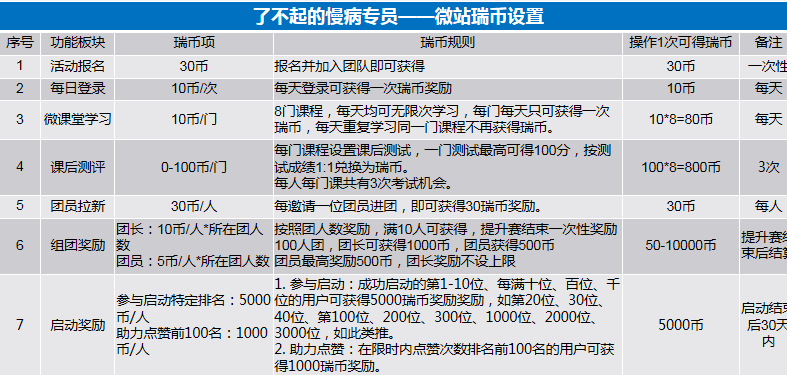 了不起的慢病专员——微站瑞币设置
序号 功能板块 瑞币项 瑞币规则 操作1次可得瑞币 备注
1 活动报名 30币 报名并加入团队即可获得 30币 一次性
2 每日登录 10币/次 每天登录可获得一次瑞币奖励 10币 每天
3 微课堂学习 10币/门 8门课程，每天均可无限次学习，每门每天只可获得一次
瑞币，每天重复学习同一门课程不再获得瑞币。 10*8=80币 每天
4 课后测评 0-100币/门 每门课程设置课后测试，一门测试最高可得100分，按测
试成绩1:1兑换为瑞币。
每人每门课共有3次考试机会。 100*8=800币 3次
5 团员拉新 30币/人 每邀请一位团员进团，即可获得30瑞币奖励。 30币 每人
6 组团奖励 团长：10币/人*所在团人
数
团员：5币/人*所在团人数 按照团人数奖励，满10人可获得，提升赛结束一次性奖励
100人团，团长可获得1000币，团员获得500币
团员最高奖励500币，团长奖励不设上限 50-10000币 提升赛结
束后结算
7 启动奖励 参与启动特定排名：5000
币/人
助力点赞前100名：1000
币/人 1. 参与启动：成功启动的第1-10位、每满十位、百位、千
位的用户可获得5000瑞币奖励奖励，如第20位、30位、
40位、第100位、200位、300位、1000位、2000位、
3000位，如此类推。
2. 助力点赞：在限时内点赞次数排名前100名的用户可获
得1000瑞币奖励。 5000币 启动结束
后30天
内